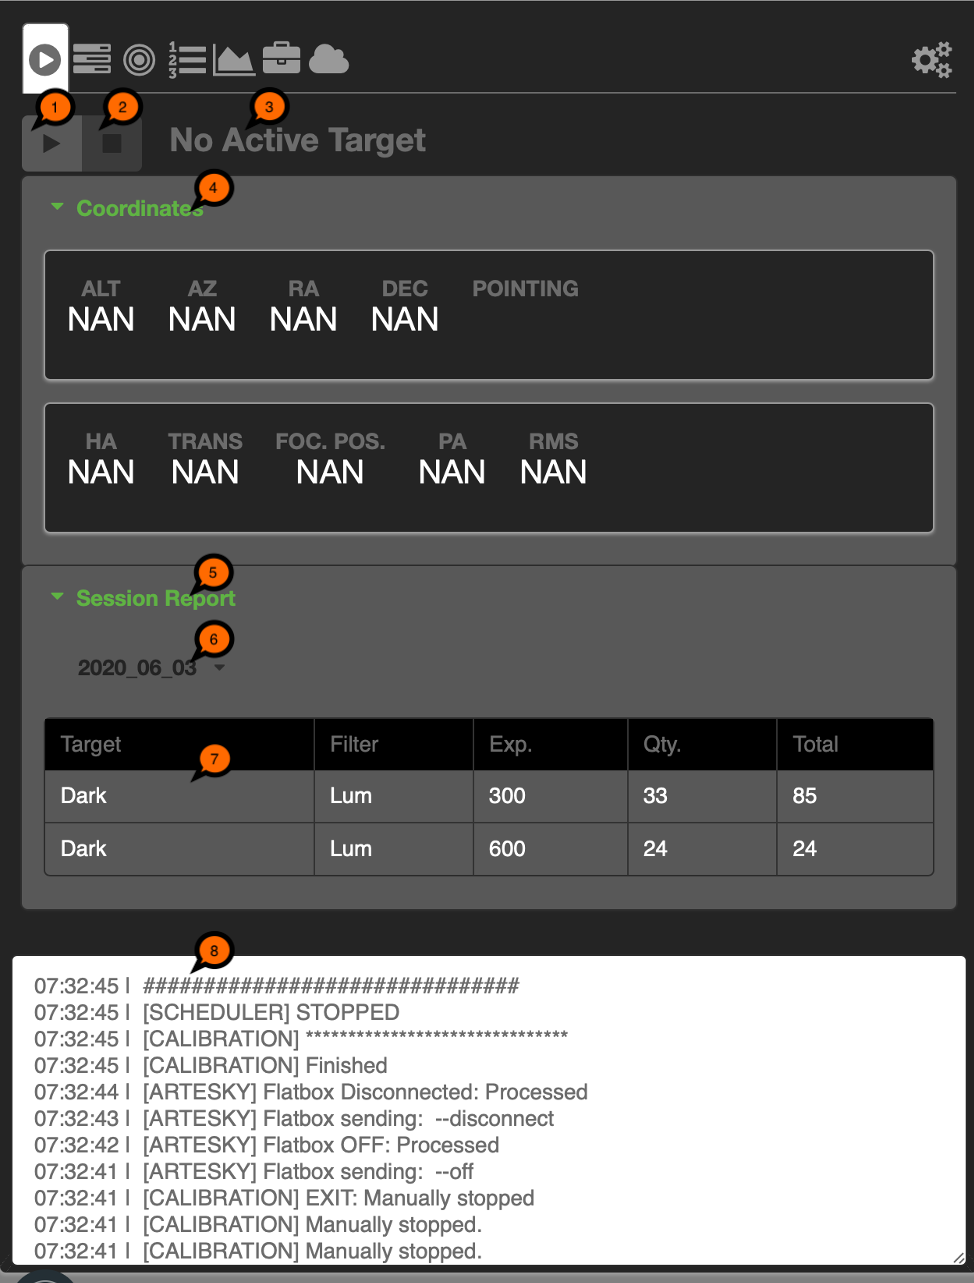 1
2
3
1 2 3
No Active Target
4
Coordinates
ALT AZ RA DEC POINTING
NAN NAN NAN NAN
HA TRANS FOC. POS. PA RMS
NAN NAN NAN NAN NAN
5
Session Report
6
2020_06_03
Target Filter Exp. Qty. Total
7
Dark Lum 300 33 85
Dark Lum 600 24 24
8
07:32:45 | ###############################
07:32:45 | [SCHEDULER] STOPPED
07:32:45 | [CALIBRATION] *******************************
07:32:45 | [CALIBRATION] Finished
07:32:44 | [ARTESKY] Flatbox Disconnected: Processed
07:32:43 | [ARTESKY] Flatbox sending:  --disconnect
07:32:42 | [ARTESKY] Flatbox OFF: Processed
07:32:41 | [ARTESKY] Flatbox sending:  --off
07:32:41 | [CALIBRATION] EXIT: Manually stopped
07:32:41 | [CALIBRATION] Manually stopped.
07:32:41 | [CALIBRATION] Manually stopped.